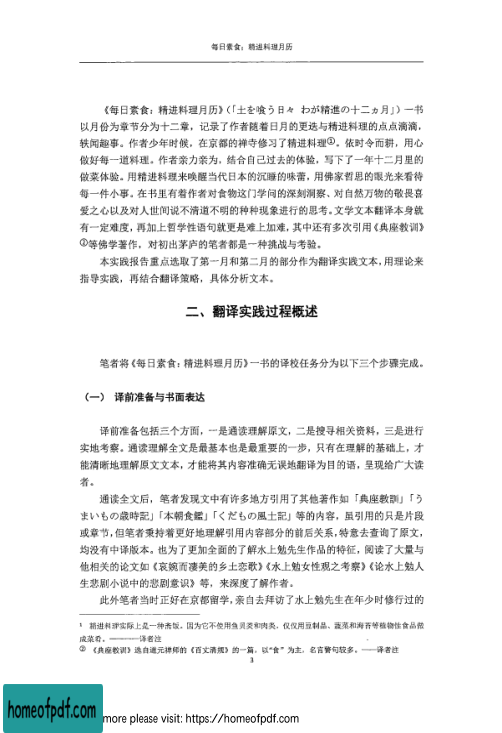 每日素食：精进料理月历
《每日素食：精进料理月历》（「土を喰う日々 わが精進の十二ヵ月」）一书
以月份为章节分为十二章，记录了作者随着日月的更迭与精进料理的点点滴滴，
轶闻趣事。作者少年时候，在京都的禅寺修习了精进料理①。依时令而耕，用心
做好每一道料理。作者亲力亲为，结合自己过去的体验，写下了一年十二月里的
做菜体验。用精进料理来唤醒当代日本的沉睡的味蕾，用佛家哲思的眼光来看待
每一件小事。在书里有着作者对食物这门学问的深刻洞察、对自然万物的敬畏喜
爱之心以及对人世间说不清道不明的种种现象进行的思考。文学文本翻译本身就
有一定难度，再加上哲学性语句就更是难上加难，其中还有多次引用《典座教训》
②等佛学著作，对初出茅庐的笔者都是一种挑战与考验。
本实践报告重点选取了第一月和第二月的部分作为翻译实践文本，用理论来
指导实践，再结合翻译策略，具体分析文本。
二、翻译实践过程概述
笔者将《每日素食：精进料理月历》一书的译校任务分为以下三个步骤完成。
（一） 译前准备与书面表达
译前准备包括三个方面，一是通读理解原文，二是搜寻相关资料，三是进行
实地考察。通读理解全文是最基本也是最重要的一步，只有在理解的基础上，才
能清晰地理解原文文本，才能将其内容准确无误地翻译为目的语，呈现给广大读
者。
通读全文后，笔者发现文中有许多地方引用了其他著作如「典座教訓」「う
まいもの歳時記」「本朝食鑑」「くだもの風土記」等的内容，虽引用的只是片段
或章节，但笔者秉持着更好地理解引用内容部分的前后关系，特意去查询了原文，
均没有中译版本。也为了更加全面的了解水上勉先生作品的特征，阅读了大量与
他相关的论文如《哀婉而凄美的乡土恋歌》《水上勉女性观之考察》《论水上勉人
生悲剧小说中的悲剧意识》等，来深度了解作者。
此外笔者当时正好在京都留学，亲自去拜访了水上勉先生在年少时修行过的
1 精进料理实际上是一种斋饭。因为它不使用鱼贝类和肉类，仅仅用豆制品、蔬菜和海苔等植物性食品做
成菜肴。———译者注
② 《典座教训》选自道元禅师的《百丈清规》的一篇，以“食”为主，名言警句较多。——译者注
3
homeofpdf.com
more please visit: https://homeofpdf.com